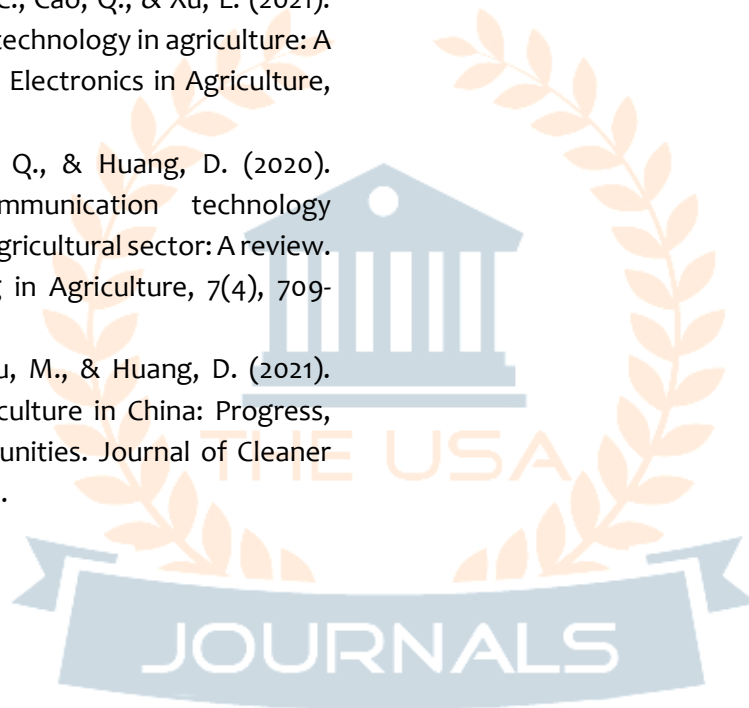 C., Cao, Q., & Xu, L. (2021).
technology in agriculture: A
Electronics in Agriculture,
Q., & Huang, D. (2020).
mmunication technology
gricultural sector: A review.
in Agriculture, 7(4), 709-
u, M., & Huang, D. (2021).
culture in China: Progress,
unities. Journal of Cleaner
.
THE USA
JOURNALS